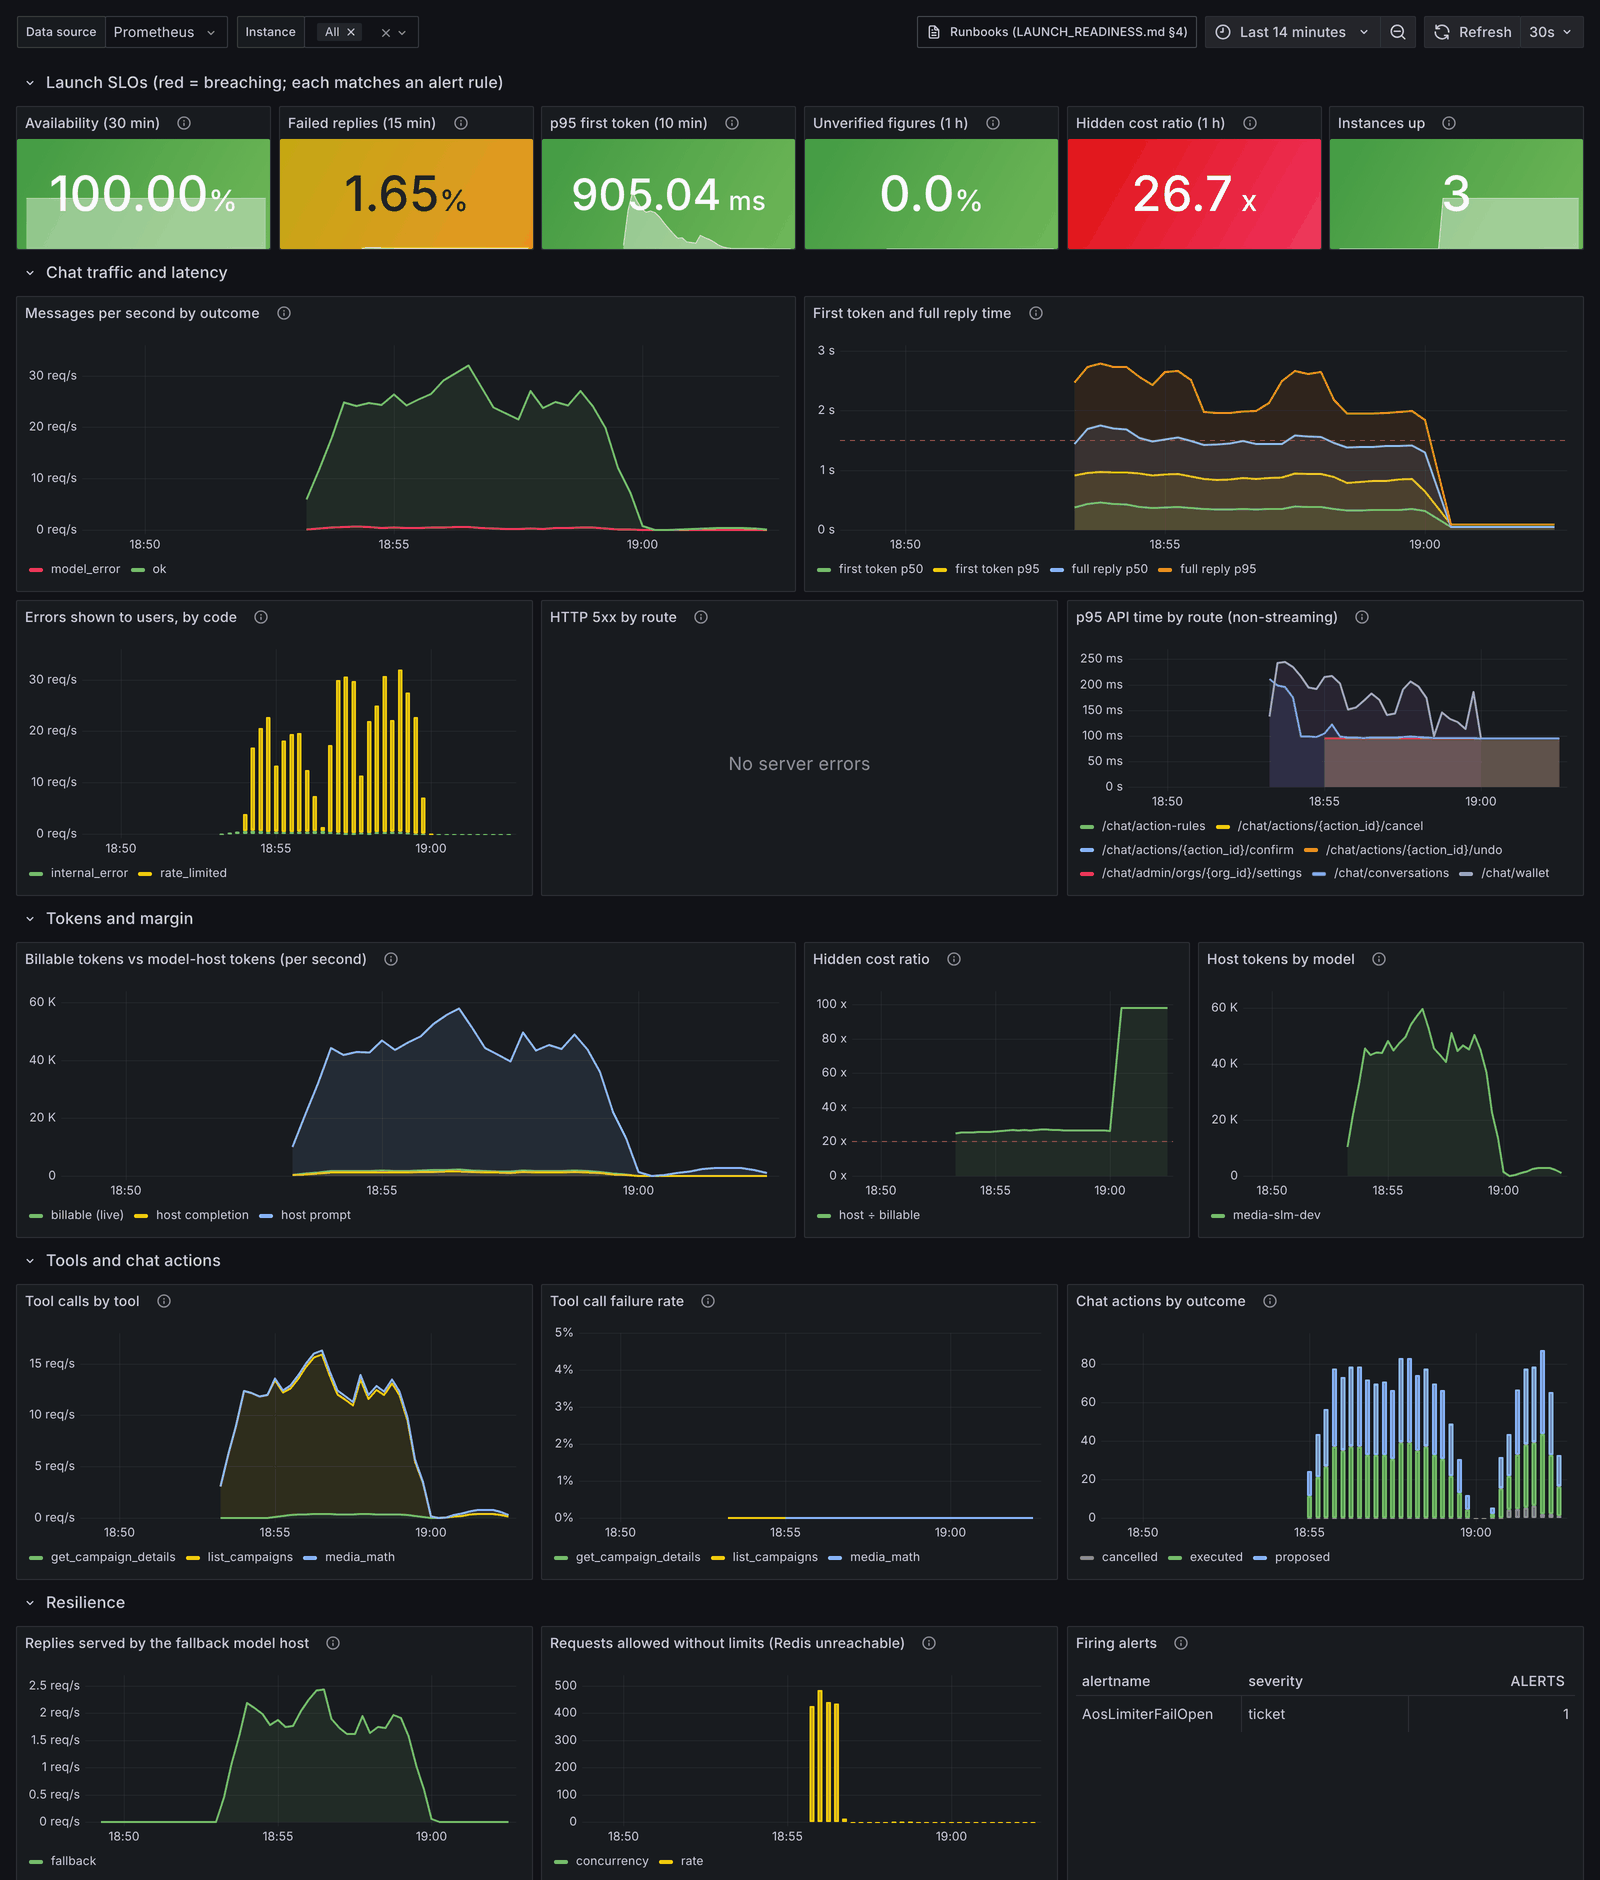 Data source Prometheus Instance All Runbooks (LAUNCH_READINESS.md §4) Last 14 minutes Refresh 30s
Launch SLOs (red = breaching; each matches an alert rule)
Availability (30 min) Failed replies (15 min) p95 first token (10 min) Unverified figures (1 h) Hidden cost ratio (1 h) Instances up
100.00% 1.65% 905.04 ms 0.0% 26.7 x 3
Chat traffic and latency
Messages per second by outcome
30 req/s
20 req/s
10 req/s
0 req/s
18:50 18:55 19:00
model_error ok
First token and full reply time
3 s
2 s
1 s
0 s
18:50 18:55 19:00
first token p50 first token p95 full reply p50 full reply p95
Errors shown to users, by code
30 req/s
20 req/s
10 req/s
0 req/s
18:50 18:55 19:00
internal_error rate_limited
HTTP 5xx by route
No server errors
p95 API time by route (non-streaming)
250 ms
200 ms
150 ms
100 ms
50 ms
0 s
18:50 18:55 19:00
/chat/action-rules /chat/actions/{action_id}/cancel
/chat/actions/{action_id}/confirm /chat/actions/{action_id}/undo
/chat/admin/orgs/{org_id}/settings /chat/conversations /chat/wallet
Tokens and margin
Billable tokens vs model-host tokens (per second)
60 K
40 K
20 K
0
18:50 18:55 19:00
billable (live) host completion host prompt
Hidden cost ratio
100 x
80 x
60 x
40 x
20 x
0 x
18:50 18:55 19:00
host ÷ billable
Host tokens by model
60 K
40 K
20 K
0
18:50 18:55 19:00
media-slm-dev
Tools and chat actions
Tool calls by tool
15 req/s
10 req/s
5 req/s
0 req/s
18:50 18:55 19:00
get_campaign_details list_campaigns media_math
Tool call failure rate
5%
4%
3%
2%
1%
0%
18:50 18:55 19:00
get_campaign_details list_campaigns media_math
Chat actions by outcome
80
60
40
20
0
18:50 18:55 19:00
cancelled executed proposed
Resilience
Replies served by the fallback model host
2.5 req/s
2 req/s
1.5 req/s
1 req/s
0.5 req/s
0 req/s
18:50 18:55 19:00
fallback
Requests allowed without limits (Redis unreachable)
500
400
300
200
100
0
18:50 18:55 19:00
concurrency rate
Firing alerts
alertname severity ALERTS
AosLimiterFailOpen ticket 1